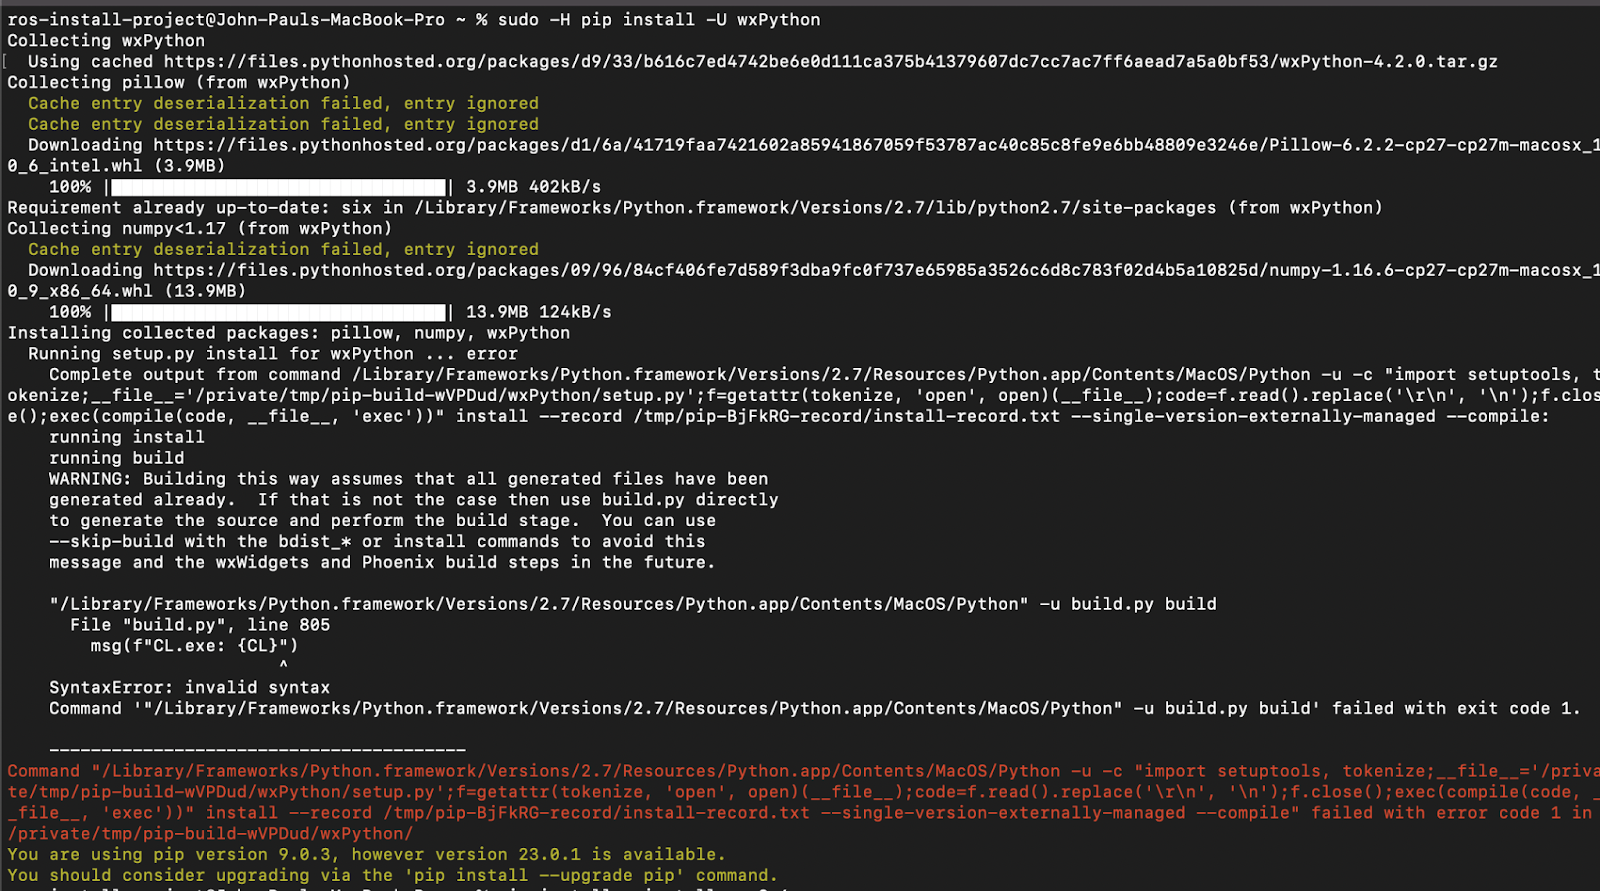 ros-install-project@John-Pauls-MacBook-Pro ~ % sudo -H pip install -U wxPython
Collecting wxPython
[  Using cached https://files.pythonhosted.org/packages/d9/33/b616c7ed4742be6e0d111ca375b41379607dc7cc7ac7ff6aead7a5a0bf53/wxPython-4.2.0.tar.gz
Collecting pillow (from wxPython)
  Cache entry deserialization failed, entry ignored
  Cache entry deserialization failed, entry ignored
  Downloading https://files.pythonhosted.org/packages/d1/6a/41719faa7421602a85941867059f53787ac40c85c8fe9e6bb48809e3246e/Pillow-6.2.2-cp27-cp27m-macosx_1
0_6_intel.whl (3.9MB)
    100% |████████████████████████████████| 3.9MB 402kB/s
Requirement already up-to-date: six in /Library/Frameworks/Python.framework/Versions/2.7/lib/python2.7/site-packages (from wxPython)
Collecting numpy<1.17 (from wxPython)
  Cache entry deserialization failed, entry ignored
  Downloading https://files.pythonhosted.org/packages/09/96/84cf406fe7d589f3dba9fc0f737e65985a3526c6d8c783f02d4b5a10825d/numpy-1.16.6-cp27-cp27m-macosx_1
0_9_x86_64.whl (13.9MB)
    100% |████████████████████████████████| 13.9MB 124kB/s
Installing collected packages: pillow, numpy, wxPython
  Running setup.py install for wxPython ... error
    Complete output from command /Library/Frameworks/Python.framework/Versions/2.7/Resources/Python.app/Contents/MacOS/Python -u -c "import setuptools, t
okenize;__file__='/private/tmp/pip-build-wVPDud/wxPython/setup.py';f=getattr(tokenize, 'open', open)(__file__);code=f.read().replace('\r\n', '\n');f.clos
e();exec(compile(code, __file__, 'exec'))" install --record /tmp/pip-BjFkRG-record/install-record.txt --single-version-externally-managed --compile:
    running install
    running build
    WARNING: Building this way assumes that all generated files have been
    generated already.  If that is not the case then use build.py directly
    to generate the source and perform the build stage.  You can use
    --skip-build with the bdist_* or install commands to avoid this
    message and the wxWidgets and Phoenix build steps in the future.

    "/Library/Frameworks/Python.framework/Versions/2.7/Resources/Python.app/Contents/MacOS/Python" -u build.py build
      File "build.py", line 805
        msg(f"CL.exe: {CL}")
                          ^
    SyntaxError: invalid syntax
    Command '"/Library/Frameworks/Python.framework/Versions/2.7/Resources/Python.app/Contents/MacOS/Python" -u build.py build' failed with exit code 1.

    ----------------------------------------
Command "/Library/Frameworks/Python.framework/Versions/2.7/Resources/Python.app/Contents/MacOS/Python -u -c "import setuptools, tokenize;__file__='/priva
te/tmp/pip-build-wVPDud/wxPython/setup.py';f=getattr(tokenize, 'open', open)(__file__);code=f.read().replace('\r\n', '\n');f.close();exec(compile(code, _
_file__, 'exec'))" install --record /tmp/pip-BjFkRG-record/install-record.txt --single-version-externally-managed --compile" failed with error code 1 in
/private/tmp/pip-build-wVPDud/wxPython/
You are using pip version 9.0.3, however version 23.0.1 is available.
You should consider upgrading via the 'pip install --upgrade pip' command.